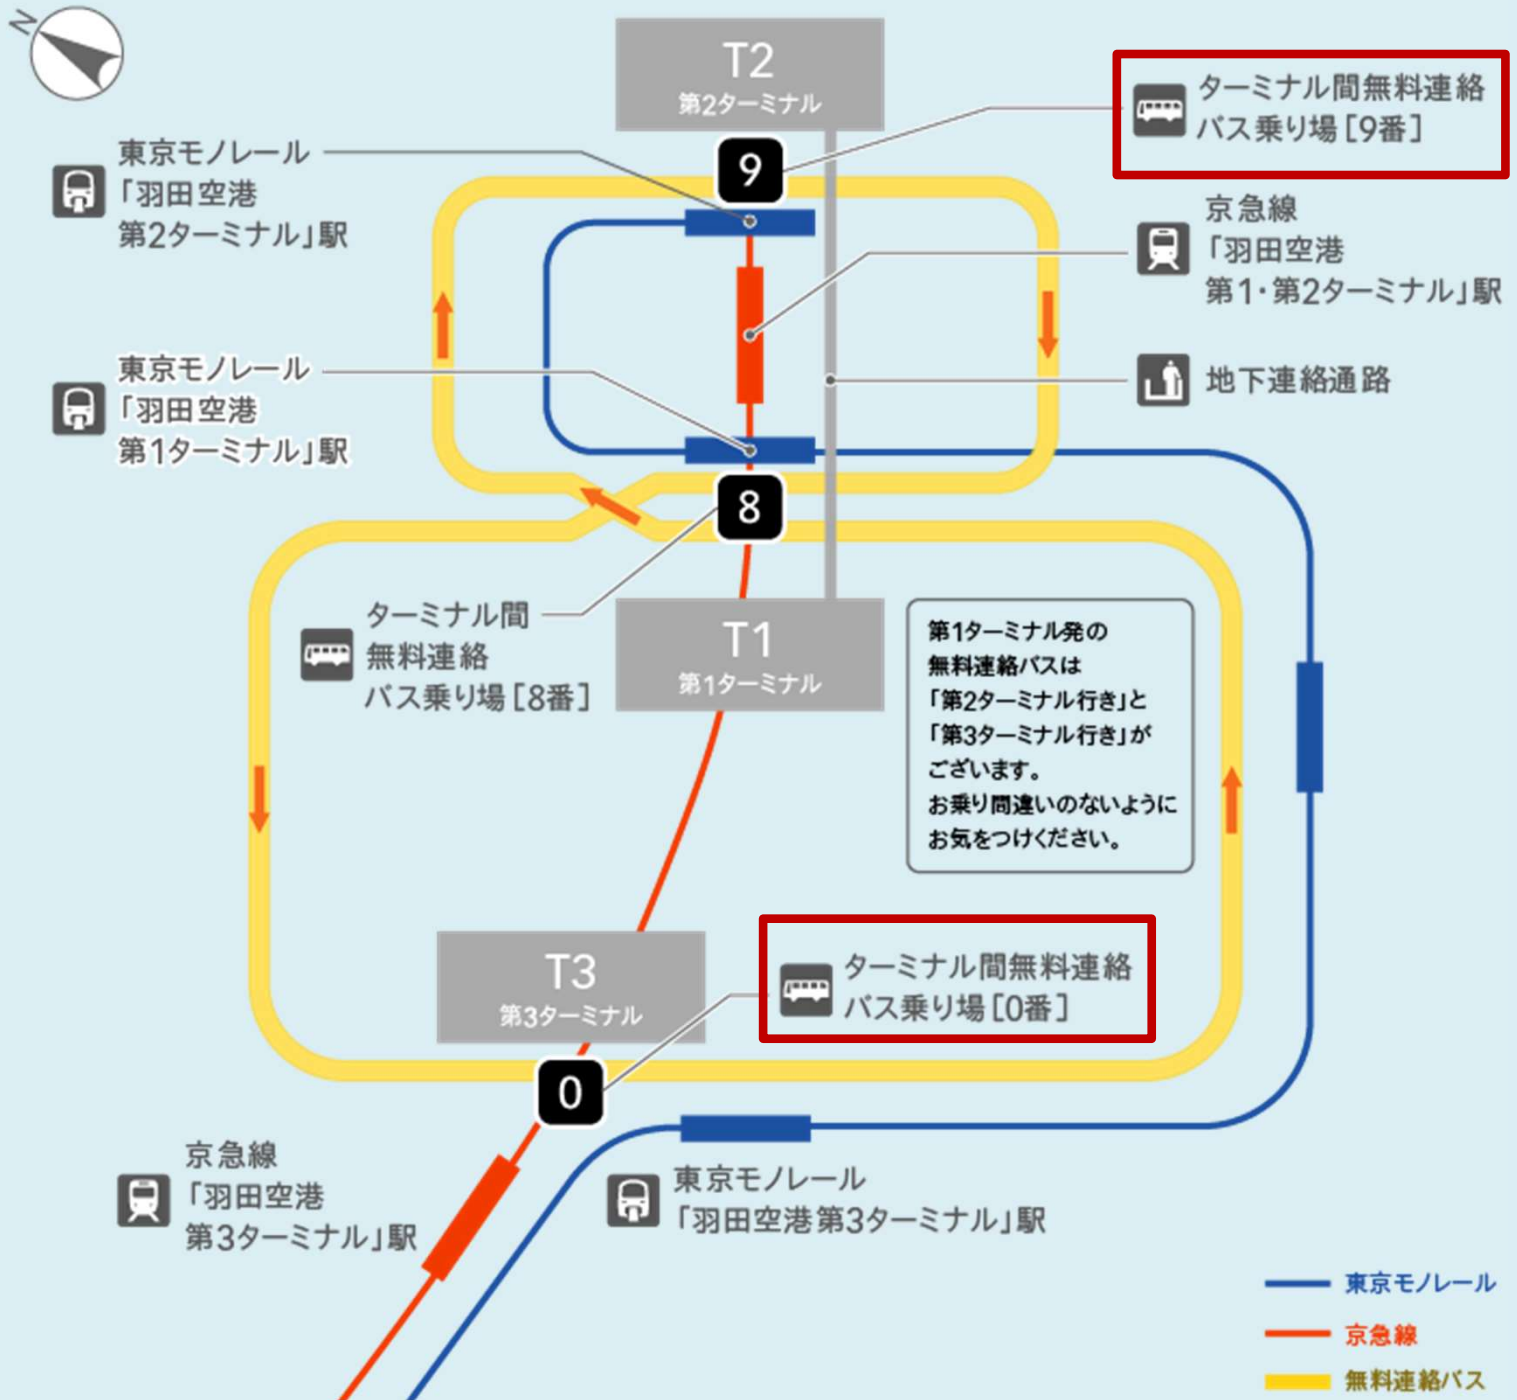 N
T2
第2ターミナル
ターミナル間無料連絡
バス乗り場[9番]
9
東京モノレール
「羽田空港
第2ターミナル」駅
京急線
「羽田空港
第1・第2ターミナル」駅
東京モノレール
「羽田空港
第1ターミナル」駅
地下連絡通路
8
ターミナル間
無料連絡
バス乗り場[8番]
T1
第1ターミナル
第1ターミナル発の
無料連絡バスは
「第2ターミナル行き」と
「第3ターミナル行き」が
ございます。
お乗り間違いのないように
お気をつけください。
T3
第3ターミナル
ターミナル間無料連絡
バス乗り場[0番]
0
京急線
「羽田空港
第3ターミナル」駅
東京モノレール
「羽田空港第3ターミナル」駅
東京モノレール
京急線
無料連絡バス